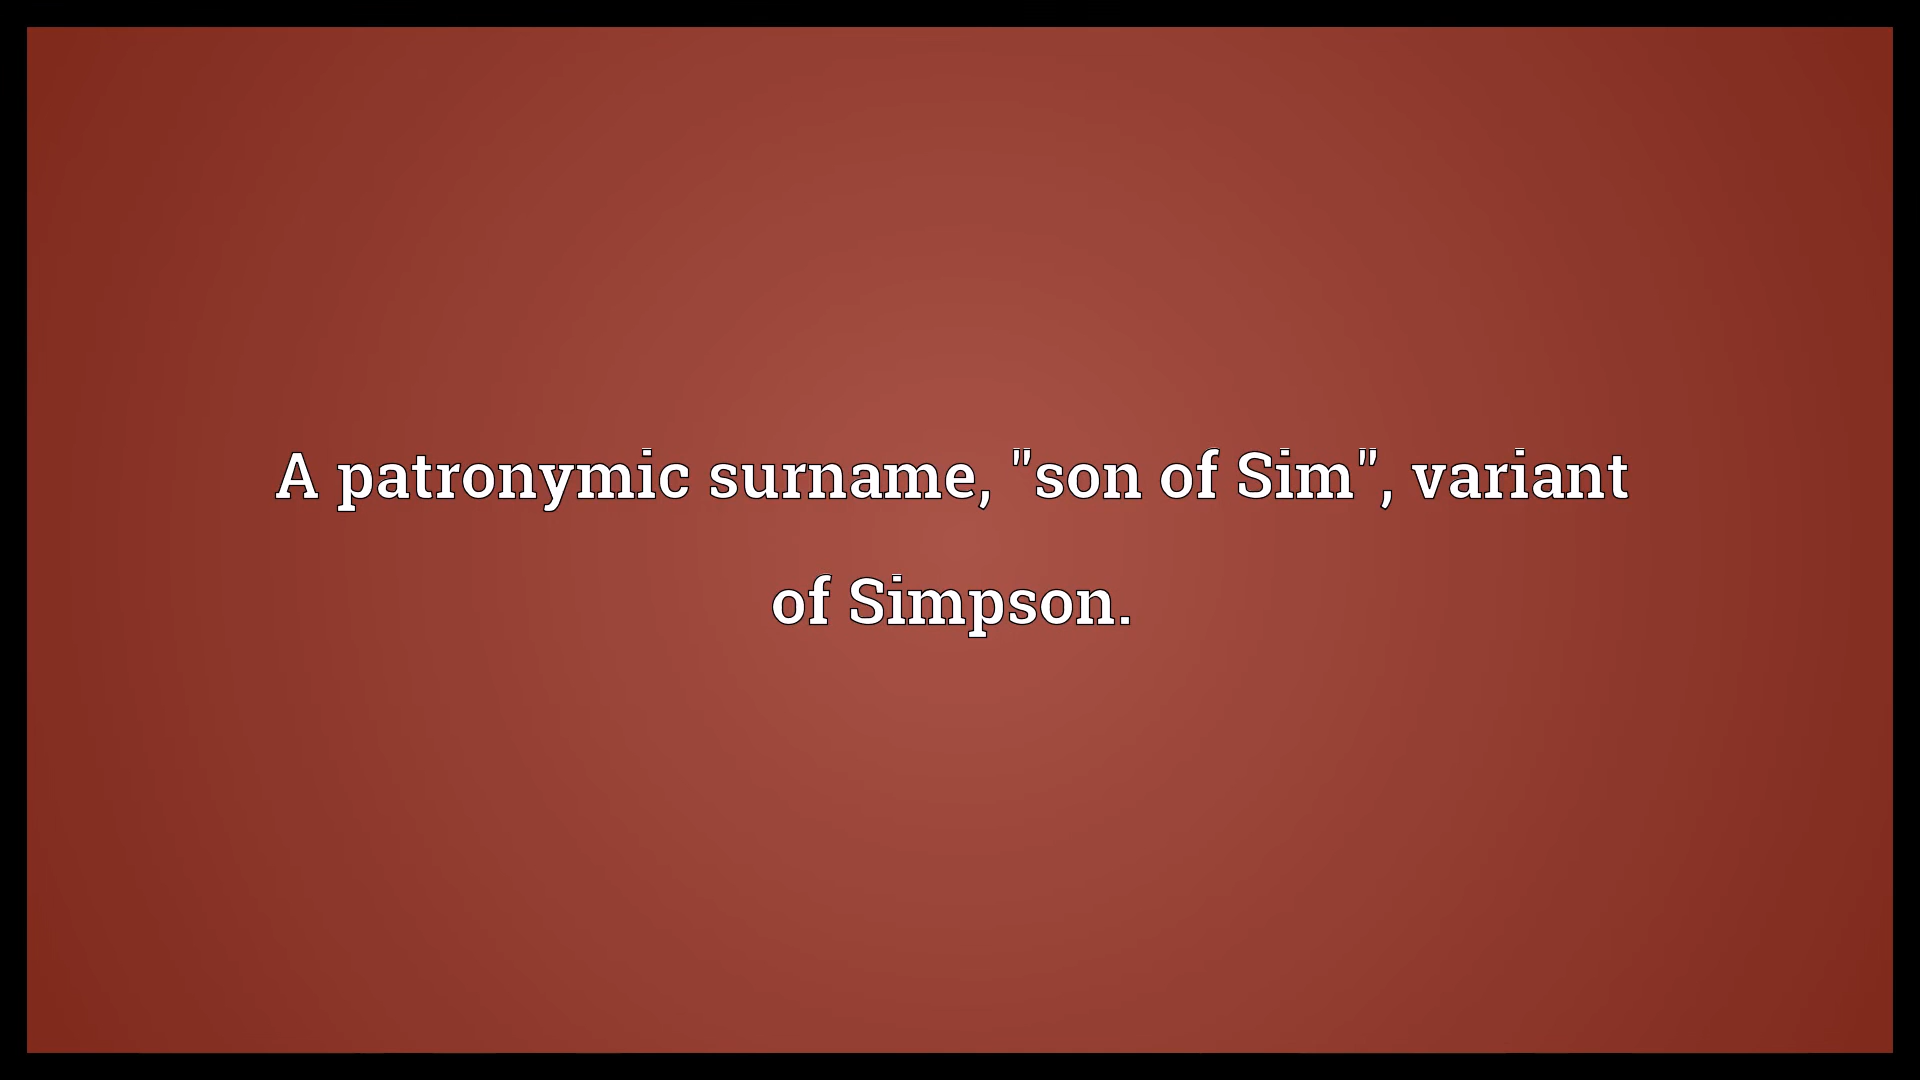 A patronymic surname, "son of Sim", variant
of Simpson.